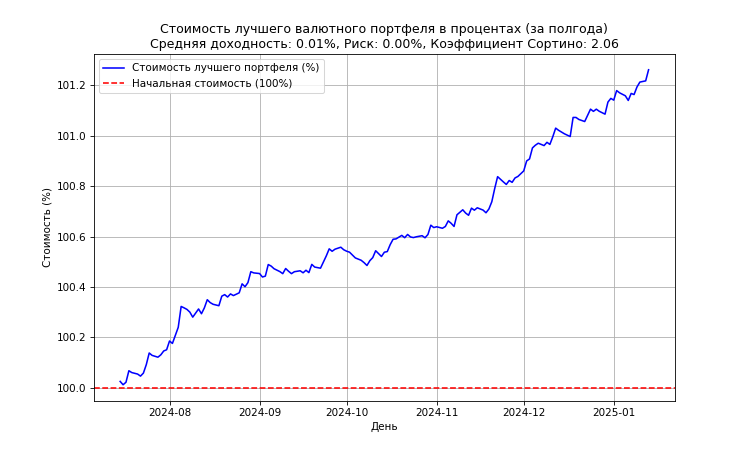 Стоимость лучшего валютного портфеля в процентах (за полгода)
Средняя доходность: 0.01%, Риск: 0.00%, Коэффициент Сортино: 2.06
Стоимость лучшего портфеля (%)
Начальная стоимость (100%)
Стоимость (%)
101.2
101.0
100.8
100.6
100.4
100.2
100.0
2024-08
2024-09
2024-10
2024-11
2024-12
2025-01
День